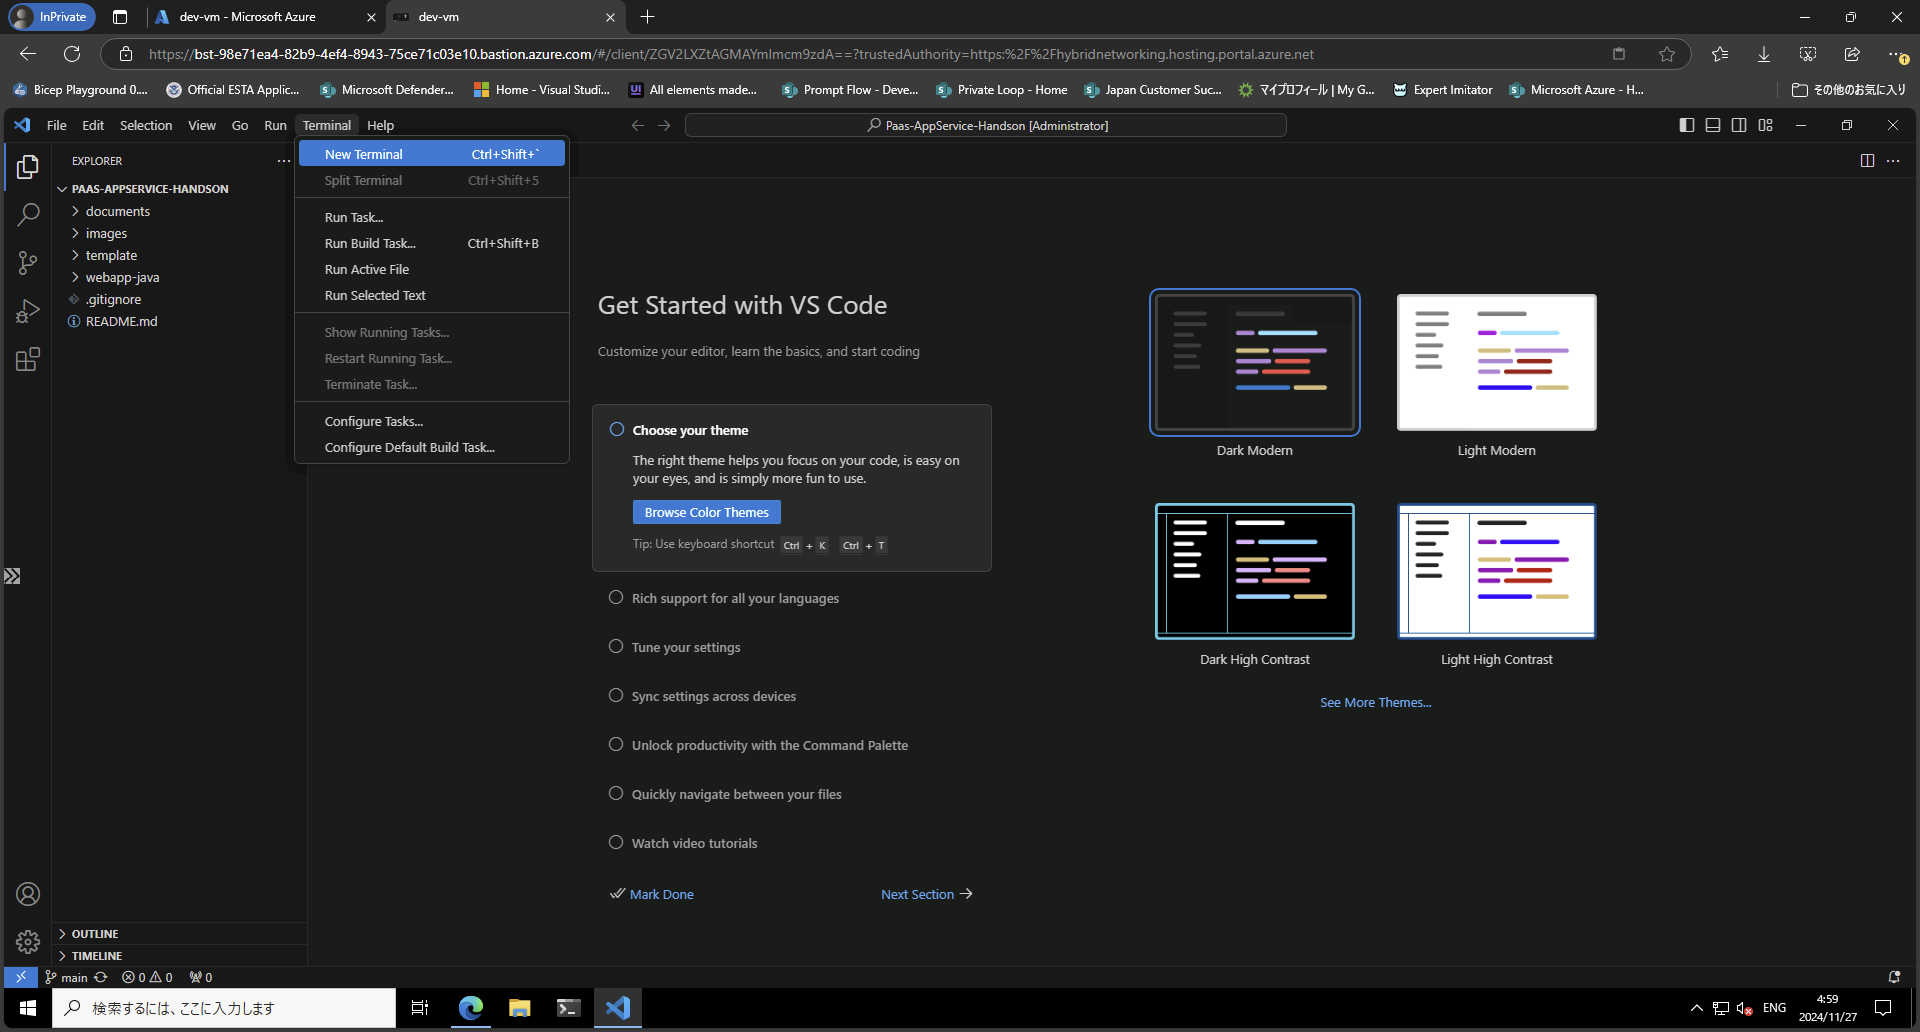 InPrivate
dev-vm - Microsoft Azure
dev-vm
https://bst-98e71ea4-82b9-4ef4-8943-75ce71c03e10.bastion.azure.com/#/client/ZGV2LXZtAGMAYmlmcm9zdA==?trustedAuthority=https:%2F%2Fhybridnetworking.hosting.portal.azure.net
Bicep Playground 0....
Official ESTA Applic...
Microsoft Defender...
Home - Visual Studi...
All elements made...
Prompt Flow - Deve...
Private Loop - Home
Japan Customer Suc...
マイプロフィール | My G...
Expert Imitator
Microsoft Azure - H...
その他のお気に入り
File Edit Selection View Go Run Terminal Help
Paas-AppService-Handson [Administrator]
EXPLORER
PAAS-APPSERVICE-HANDSON
documents
images
template
webapp-java
.gitignore
README.md
New Terminal Ctrl+Shift+`
Split Terminal Ctrl+Shift+5
Run Task...
Run Build Task... Ctrl+Shift+B
Run Active File
Run Selected Text
Show Running Tasks...
Restart Running Task...
Terminate Task...
Configure Tasks...
Configure Default Build Task...
Get Started with VS Code
Customize your editor, learn the basics, and start coding
Choose your theme
The right theme helps you focus on your code, is easy on
your eyes, and is simply more fun to use.
Browse Color Themes
Tip: Use keyboard shortcut Ctrl + K Ctrl + T
Rich support for all your languages
Tune your settings
Sync settings across devices
Unlock productivity with the Command Palette
Quickly navigate between your files
Watch video tutorials
Mark Done
Next Section
Dark Modern
Light Modern
Dark High Contrast
Light High Contrast
See More Themes...
OUTLINE
TIMELINE
main 0 0 0
検索するには、ここに入力します
ENG
4:59
2024/11/27